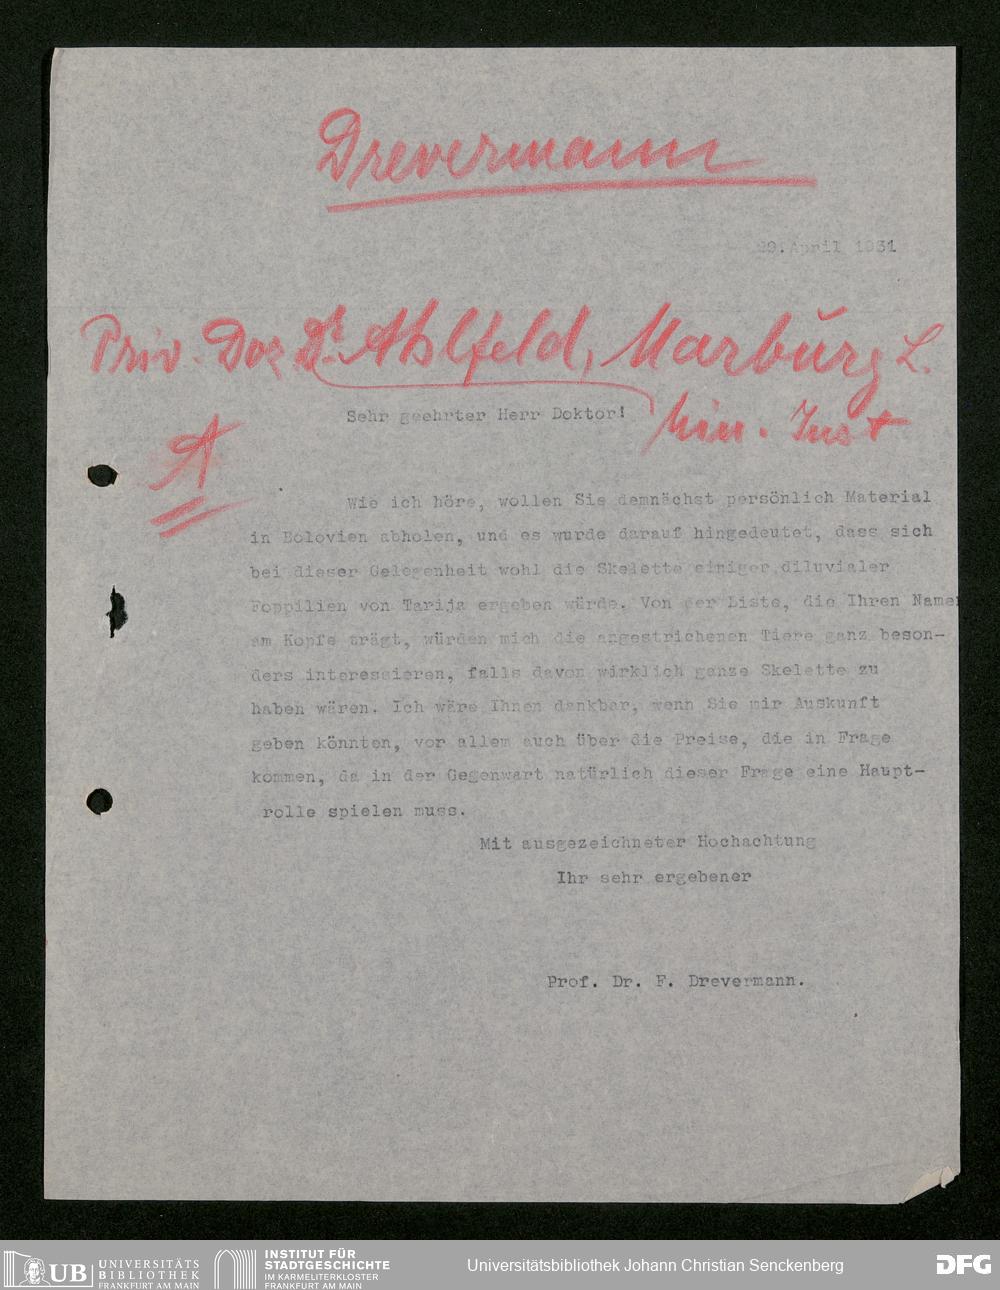 Drevermann
29.April 1931
Priv. Doz Dr. Ahlfeld, Marburg L.
Min. Inst
Sehr geehrter Herr Doktor!
A
Wie ich höre, wollen Sie demnächst persönlich Material
in Bolovien abholen, und es wurde darauf hingedeutet, dass sich
bei dieser Gelegenheit wohl die Skelette einiger diluvialer
Foppilien von Tarija ergeben würde. Von der Liste, die Ihren Namen
am Kopfe trägt, würden mich die angestrichenen Tiere ganz beson-
ders interessieren, falls davon wirklich ganze Skelette zu
haben wären. Ich wäre Ihnen dankbar, wenn Sie mir Auskunft
geben könnten, vor allem auch über die Preise, die in Frage
kommen, da in der Gegenwart natürlich dieser Frage eine Haupt-
rolle spielen muss.
Mit ausgezeichneter Hochachtung
Ihr sehr ergebener
Prof. Dr. F. Drevermann.
UB UNIVERSITÄTS
BIBLIOTHEK
FRANKFURT AM MAIN
INSTITUT FÜR
STADTGESCHICHTE
IM KARMELITERKLOSTER
FRANKFURT AM MAIN
Universitätsbibliothek Johann Christian Senckenberg
DFG